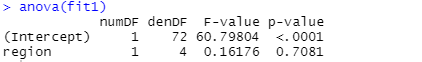 > anova(fit1)
            numDF denDF  F-value p-value
(Intercept)     1    72 60.79804  <.0001
region          1     4  0.16176  0.7081